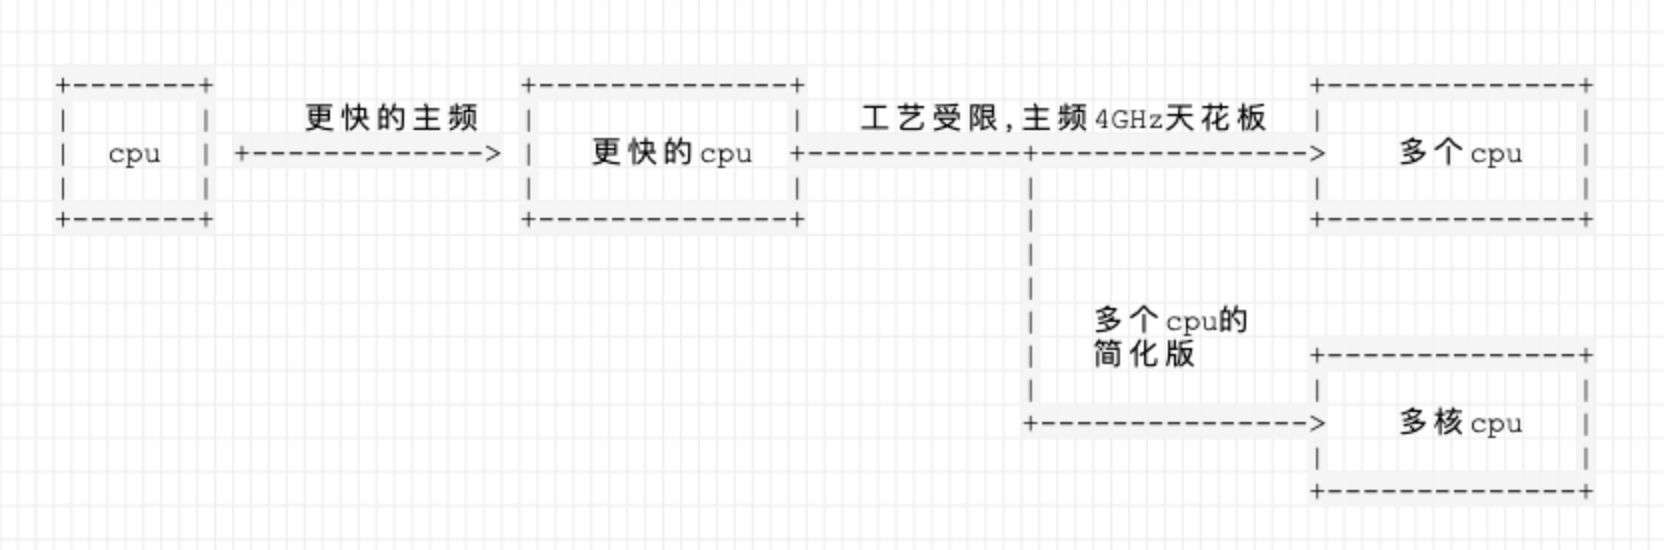 更快的主频
工艺受限,主频4GHz天花板
cpu
更快的cpu
多个cpu
多个cpu的
简化版
多核cpu